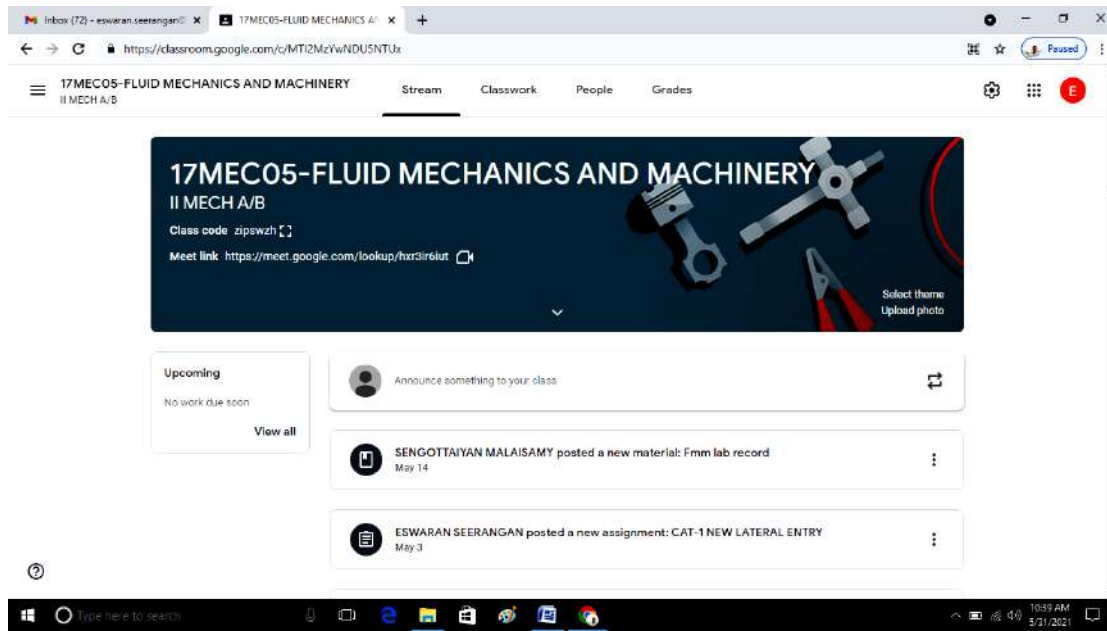 Inbox (72) - eswaran.seerangan
17MEC05-FLUID MECHANICS A
https://classroom.google.com/c/MTI2MzYwNDU5NTUx
Paused
17MEC05-FLUID MECHANICS AND MACHINERY
II MECH A/B
Stream
Classwork
People
Grades
E
17MEC05-FLUID MECHANICS AND MACHINERY
II MECH A/B
Class code zipswzh
Meet link https://meet.google.com/lookup/hxr3ir6iut
Select theme
Upload photo
Upcoming
No work due soon
View all
Announce something to your class
SENGOTTAIYAN MALAISAMY posted a new material: Fmm lab record
May 14
ESWARAN SEERANGAN posted a new assignment: CAT-1 NEW LATERAL ENTRY
May 3
Type here to search
10:39 AM
5/31/2021